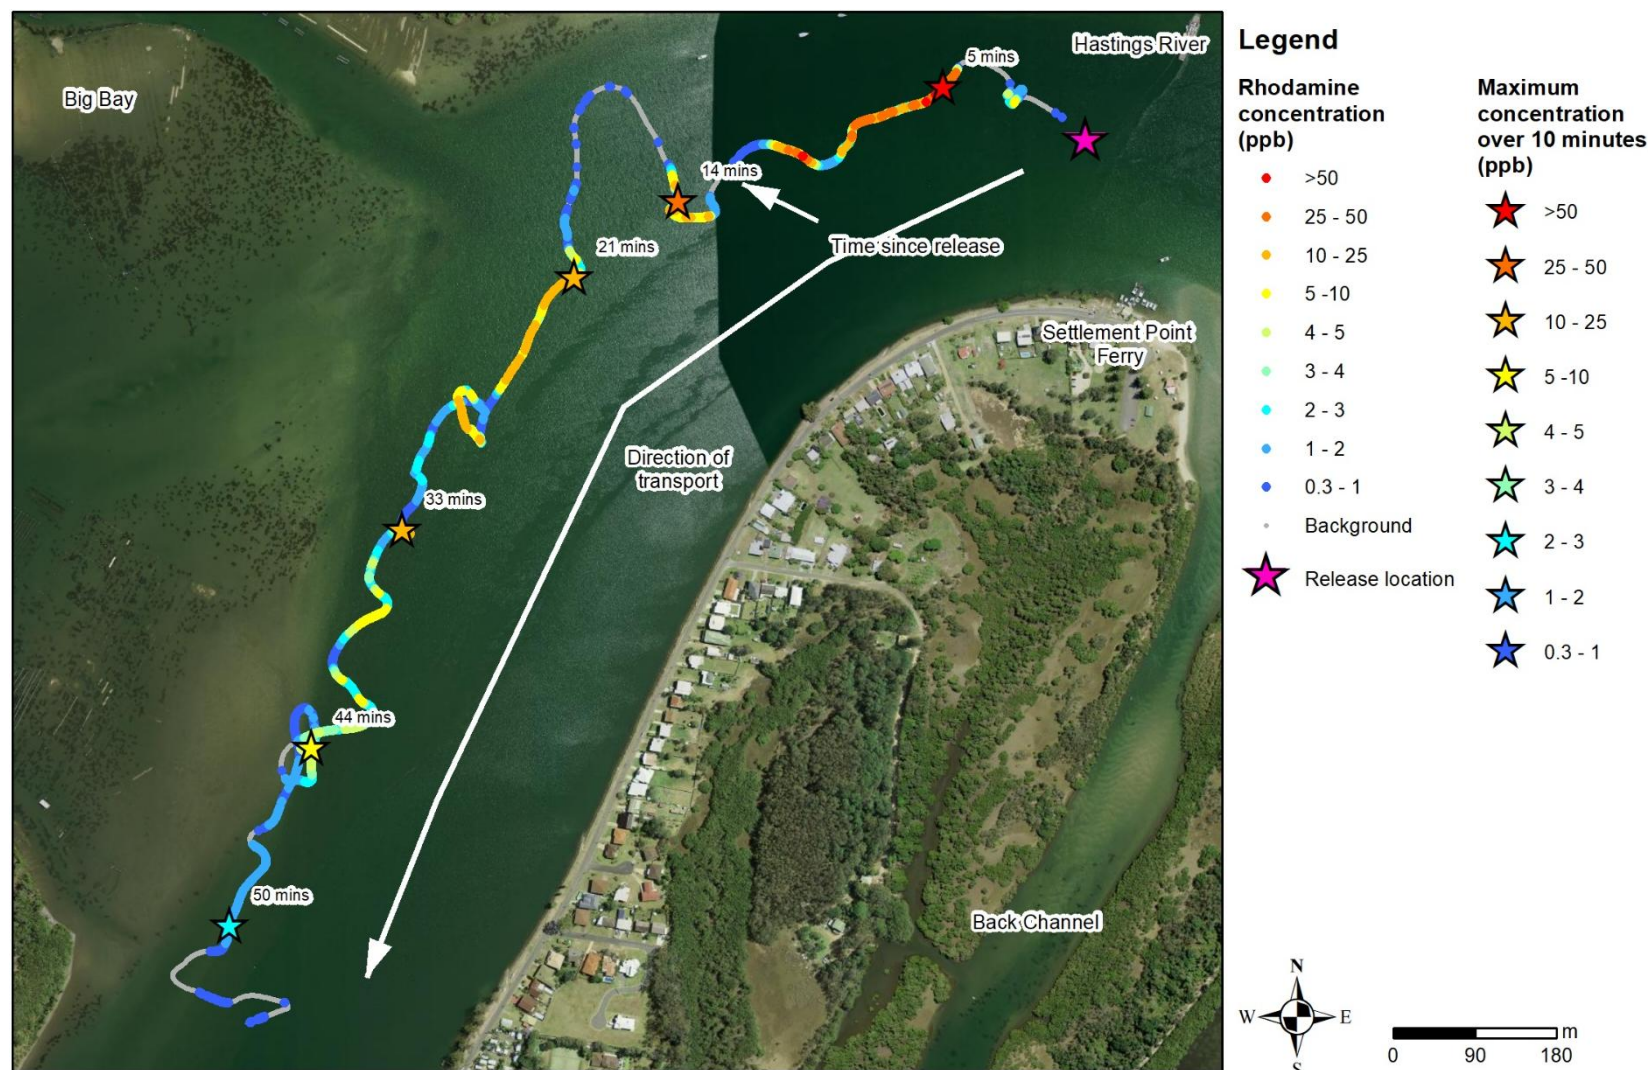 Hastings River
5 mins
Big Bay
14 mins
Time since release
21 mins
Settlement Point
Ferry
Direction of
transport
33 mins
44 mins
50 mins
Back Channel
Legend
Rhodamine
concentration
(ppb)
>50
25 - 50
10 - 25
5 -10
4 - 5
3 - 4
2 - 3
1 - 2
0.3 - 1
Background
Release location
Maximum
concentration
over 10 minutes
(ppb)
>50
25 - 50
10 - 25
5 -10
4 - 5
3 - 4
2 - 3
1 - 2
0.3 - 1
N
W E
S
m
0 90 180